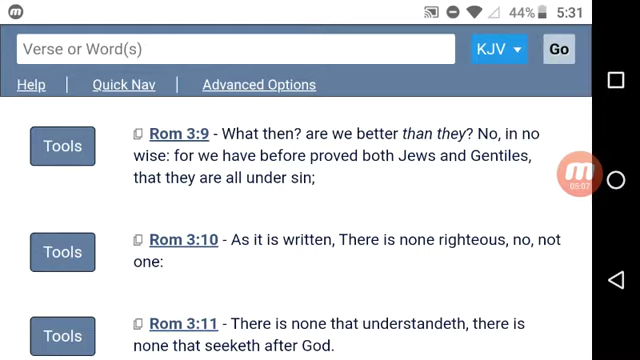 44% 5:31
Verse or Word(s) KJV Go
Help Quick Nav Advanced Options
Tools
Rom 3:9 - What then? are we better than they? No, in no
wise: for we have before proved both Jews and Gentiles,
that they are all under sin;
05:07
Tools
Rom 3:10 - As it is written, There is none righteous, no, not
one:
Tools
Rom 3:11 - There is none that understandeth, there is
none that seeketh after God.